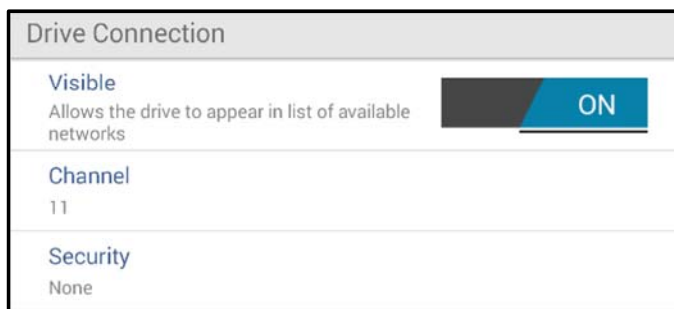 Drive Connection
Visible
Allows the drive to appear in list of available
networks
ON
Channel
11
Security
None